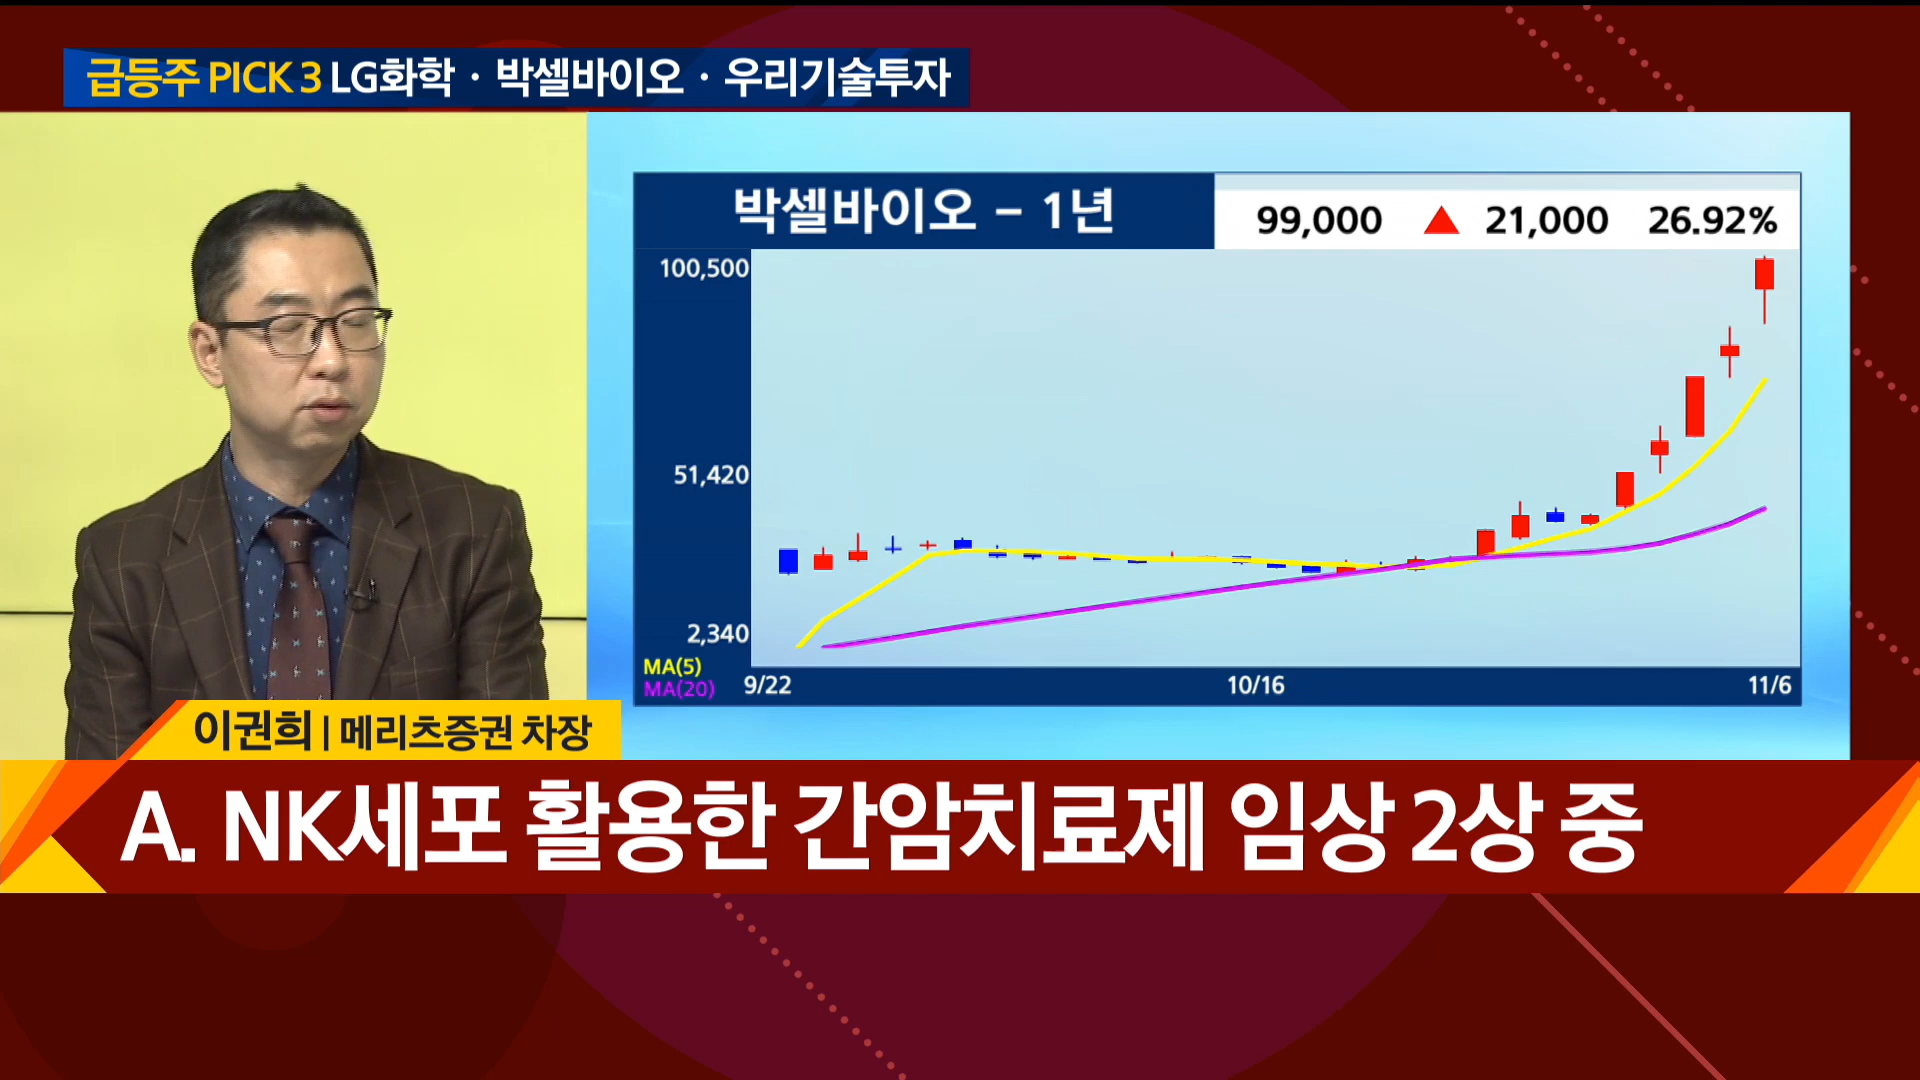 급등주 PICK 3 LG화학 · 박셀바이오 · 우리기술투자
박셀바이오 - 1년
99,000 ▲ 21,000 26.92%
100,500
51,420
2,340
MA(5)
MA(20)
9/22 10/16 11/6
이권희 | 메리츠증권 차장
A. NK세포 활용한 간암치료제 임상 2상 중